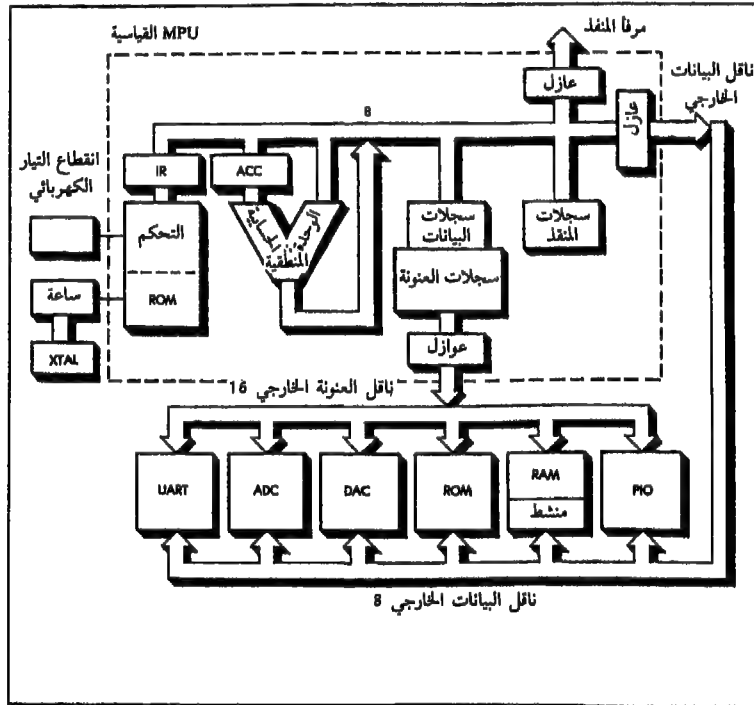 مرفأ المنفذ
MPU القياسية
ناقل البيانات
الخارجي
عازل
عازل
8
انقطاع التيار
الكهربائي
IR
ACC
التحكم
ROM
الوحدة
الحسابية
المنطقية
سجلات
البيانات
سجلات
المنفذ
سجلات العنونة
ساعة
XTAL
عوازل
ناقل العنونة الخارجي 16
UART
ADC
DAC
ROM
RAM
منشط
PIO
ناقل البيانات الخارجي 8